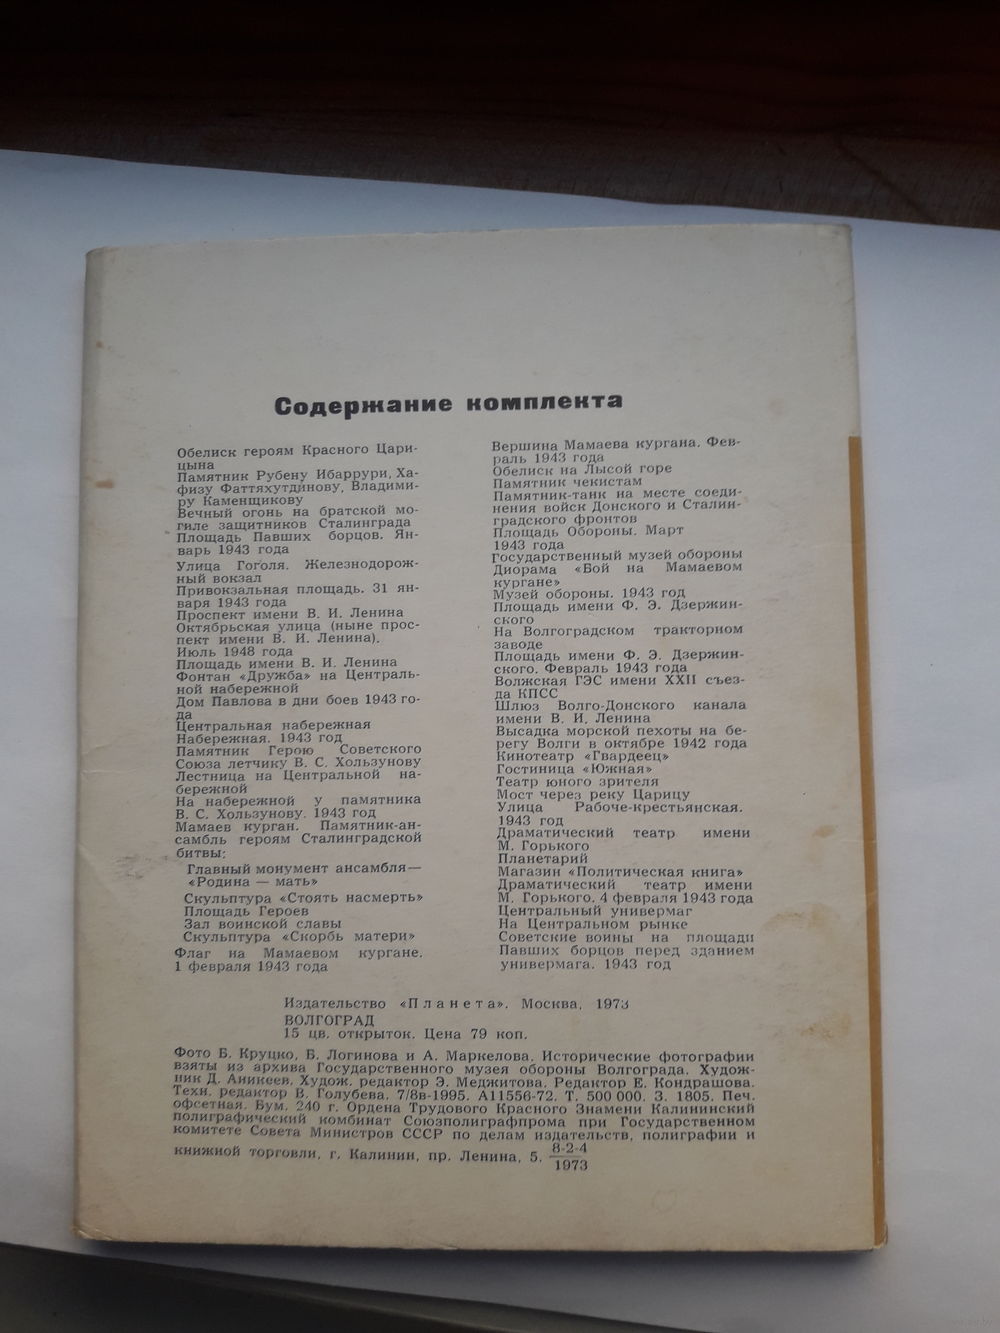 Содержание комплекта
Обелиск героям Красного Цари-
цына
Памятник Рубену Ибаррури, Ха-
физу Фаттяхутдинову, Владими-
ру Каменщикову
Вечный огонь на братской мо-
гиле защитников Сталинграда
Площадь Павших борцов. Ян-
варь 1943 года
Улица Гоголя. Железнодорож-
ный вокзал
Привокзальная площадь. 31 ян-
варя 1943 года
Проспект имени В. И. Ленина
Октябрьская улица (ныне прос-
пект имени В. И. Ленина).
Июль 1948 года
Площадь имени В. И. Ленина
Фонтан «Дружба» на Централь-
ной набережной
Дом Павлова в дни боев 1943 го-
да
Центральная набережная
Набережная. 1943 год
Памятник Герою Советского
Союза летчику В. С. Хользунову
Лестница на Центральной на-
бережной
На набережной у памятника
В. С. Хользунову. 1943 год
Мамаев курган. Памятник-ан-
самбль героям Сталинградской
битвы:
Главный монумент ансамбля—
«Родина — мать»
Скульптура «Стоять насмерть»
Площадь Героев
Зал воинской славы
Скульптура «Скорбь матери»
Флаг на Мамаевом кургане.
1 февраля 1943 года
Вершина Мамаева кургана. Фев-
раль 1943 года
Обелиск на Лысой горе
Памятник чекистам
Памятник-танк на месте соеди-
нения войск Донского и Сталин-
градского фронтов
Площадь Обороны. Март
1943 года
Государственный музей обороны
Диорама «Бой на Мамаевом
кургане»
Музей обороны. 1943 год
Площадь имени Ф. Э. Дзержин-
ского
На Волгоградском тракторном
заводе
Площадь имени Ф. Э. Дзержин-
ского. Февраль 1943 года
Волжская ГЭС имени XXII съез-
да КПСС
Шлюз Волго-Донского канала
имени В. И. Ленина
Высадка морской пехоты на бе-
регу Волги в октябре 1942 года
Кинотеатр «Гвардеец»
Гостиница «Южная»
Театр юного зрителя
Мост через реку Царицу
Улица Рабоче-крестьянская.
1943 год
Драматический театр имени
М. Горького
Планетарий
Магазин «Политическая книга»
Драматический театр имени
М. Горького. 4 февраля 1943 года
Центральный универмаг
На Центральном рынке
Советские воины на площади
Павших борцов перед зданием
универмага. 1943 год
Издательство «Планета». Москва, 1973
ВОЛГОГРАД
15 цв. открыток. Цена 79 коп.
Фото Б. Круцко, Б. Логинова и А. Маркелова. Исторические фотографии
взяты из архива Государственного музея обороны Волгограда. Худож-
ник Д. Аникеев. Худож. редактор Э. Меджитова. Редактор Е. Кондрашова.
Техн. редактор В. Голубева. 7/8в-1995. А11556-72. Т. 500 000. З. 1805. Печ.
офсетная. Бум. 240 г. Ордена Трудового Красного Знамени Калининский
полиграфический комбинат Союзполиграфпрома при Государственном
комитете Совета Министров СССР по делам издательств, полиграфии и
книжной торговли, г. Калинин, пр. Ленина, 5. 8-2-4
1973